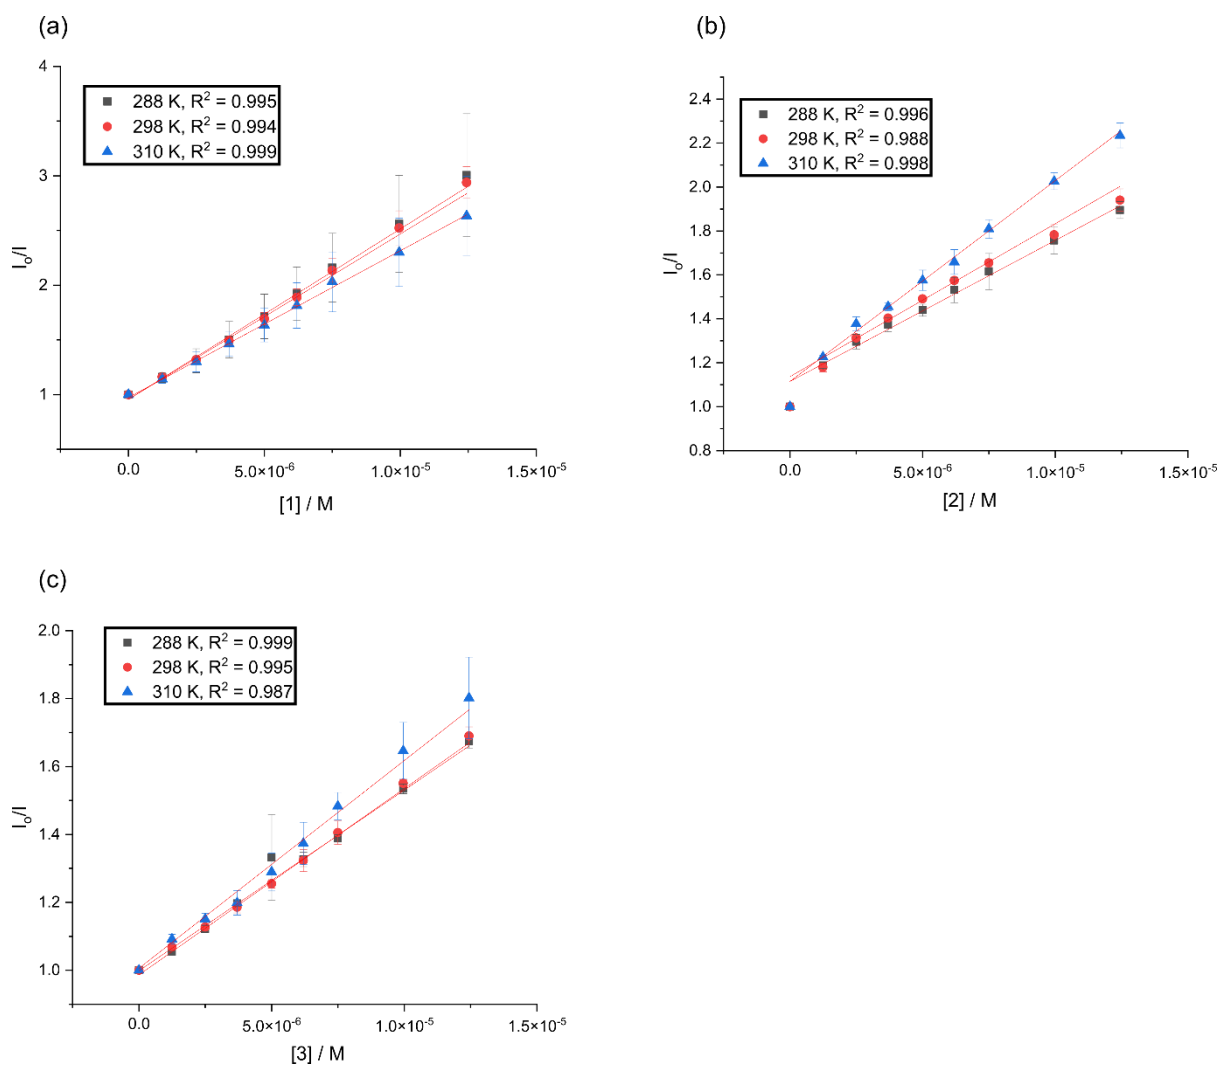 (a)
4
3
2
1
I₀/I
288 K, R² = 0.995
298 K, R² = 0.994
310 K, R² = 0.999
0.0
5.0×10⁻⁶
1.0×10⁻⁵
1.5×10⁻⁵
[1] / M
(b)
2.4
2.2
2.0
1.8
1.6
1.4
1.2
1.0
0.8
I₀/I
288 K, R² = 0.996
298 K, R² = 0.988
310 K, R² = 0.998
0.0
5.0×10⁻⁶
1.0×10⁻⁵
1.5×10⁻⁵
[2] / M
(c)
2.0
1.8
1.6
1.4
1.2
1.0
I₀/I
288 K, R² = 0.999
298 K, R² = 0.995
310 K, R² = 0.987
0.0
5.0×10⁻⁶
1.0×10⁻⁵
1.5×10⁻⁵
[3] / M